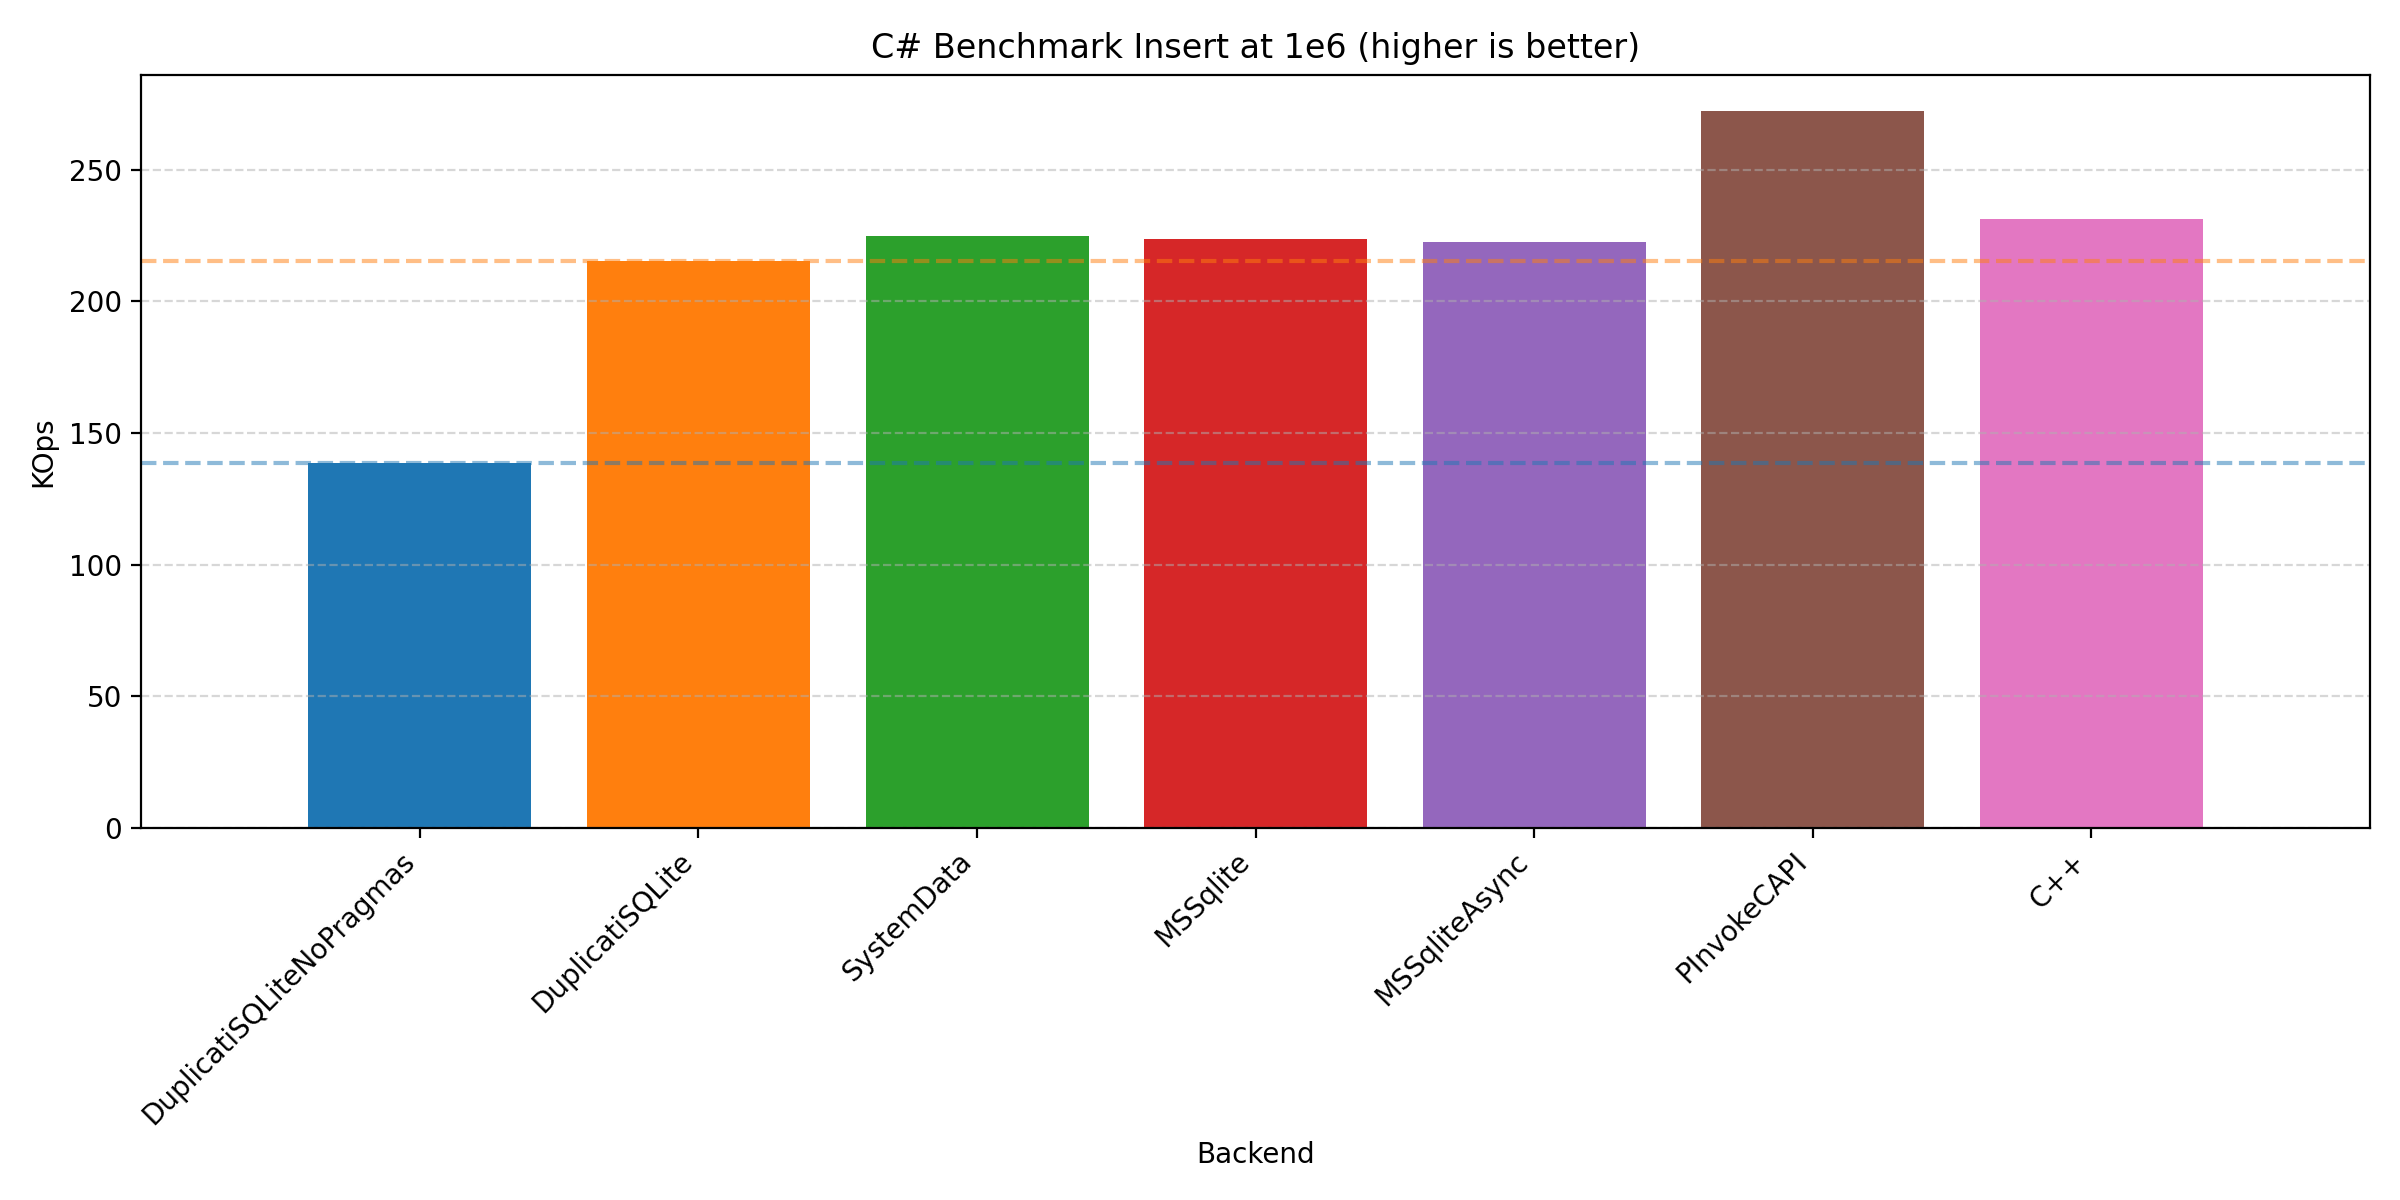 C# Benchmark Insert at 1e6 (higher is better)
KOps
250
200
150
100
50
0
DuplicatiSQLiteNoPragmas
DuplicatiSQLite
SystemData
MSSqlite
MSSqliteAsync
PInvokeCAPI
C++
Backend